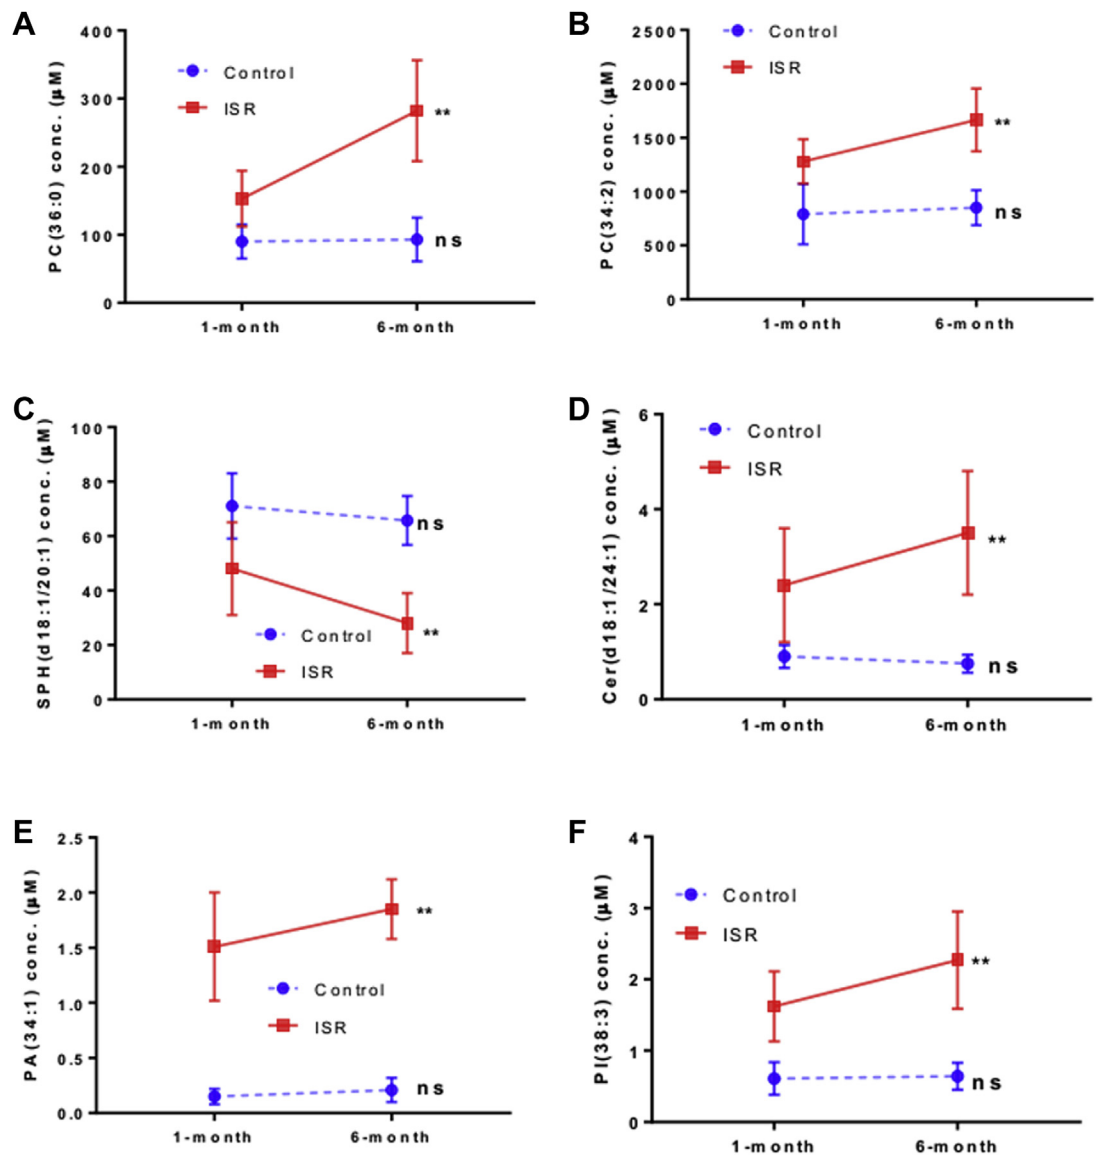 A
PC(36:0) conc. (μM)
400
300
200
100
0
Control
ISR
**
ns
1-month
6-month
B
PC(34:2) conc. (μM)
2500
2000
1500
1000
500
0
Control
ISR
**
ns
1-month
6-month
C
SPH(d18:1/20:1) conc. (μM)
100
80
60
40
20
0
ns
**
Control
ISR
1-month
6-month
D
Cer(d18:1/24:1) conc. (μM)
6
4
2
0
Control
ISR
**
ns
1-month
6-month
E
PA(34:1) conc. (μM)
2.5
2.0
1.5
1.0
0.5
0.0
**
Control
ISR
ns
1-month
6-month
F
PI(38:3) conc. (μM)
4
3
2
1
0
Control
ISR
**
ns
1-month
6-month